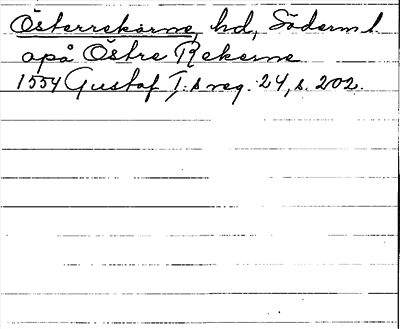 Österrekarne, hd, Söderml.
apå Östre Rekerne
1554 Gustaf I:s reg. 24, s. 202.